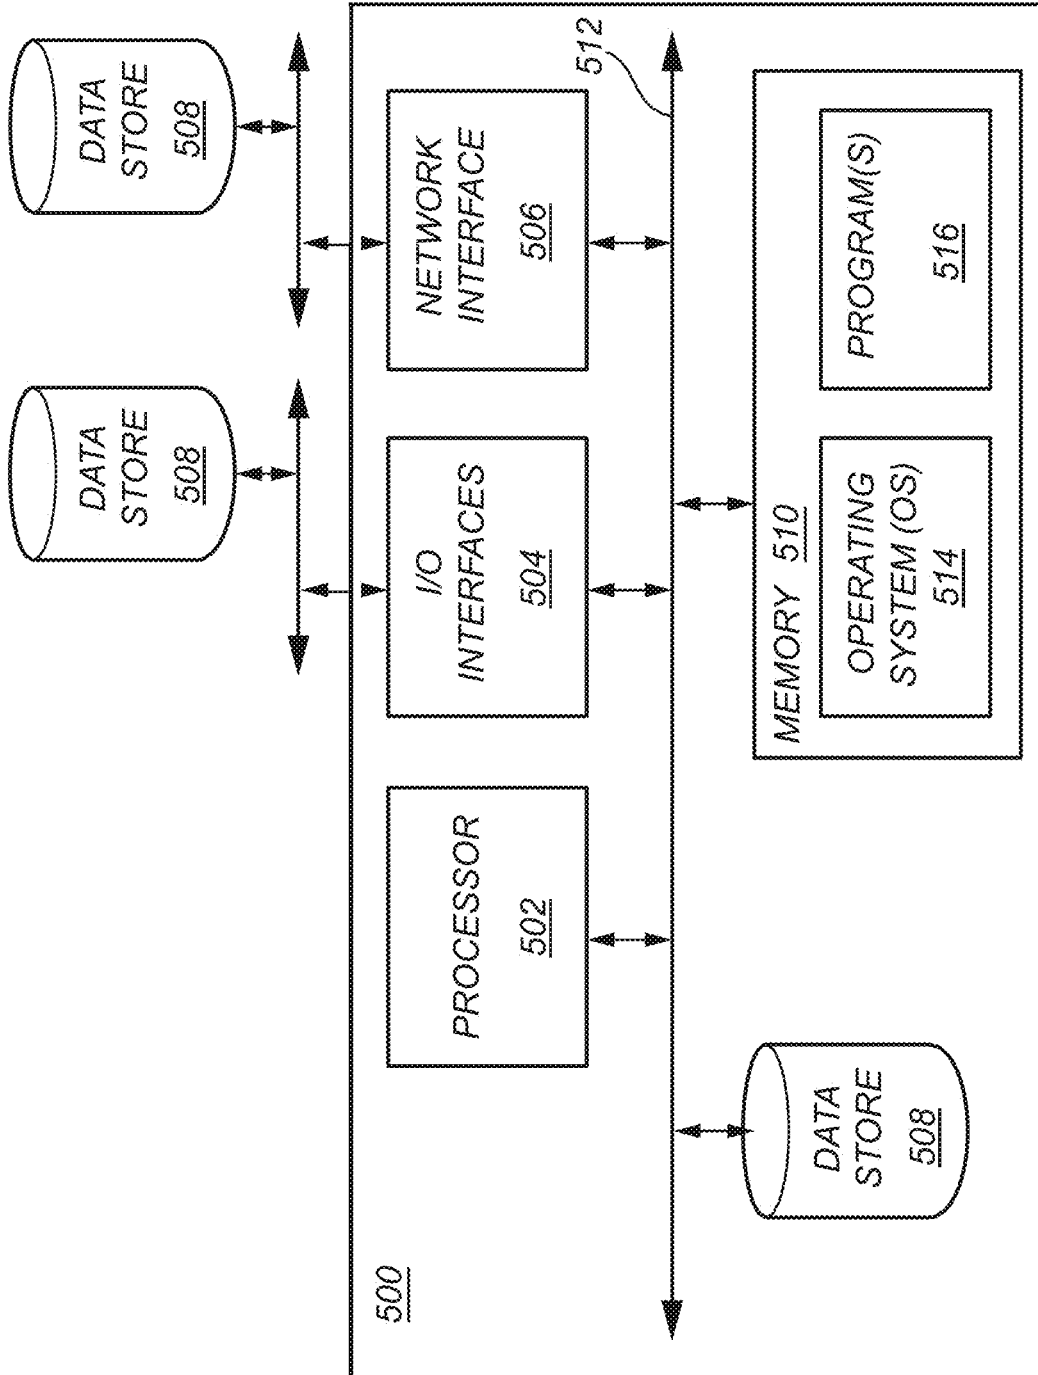 500
PROCESSOR
502
I/O
INTERFACES
504
NETWORK
INTERFACE
506
DATA
STORE
508
DATA
STORE
508
512
DATA
STORE
508
MEMORY 510
OPERATING
SYSTEM (OS)
514
PROGRAM(S)
516